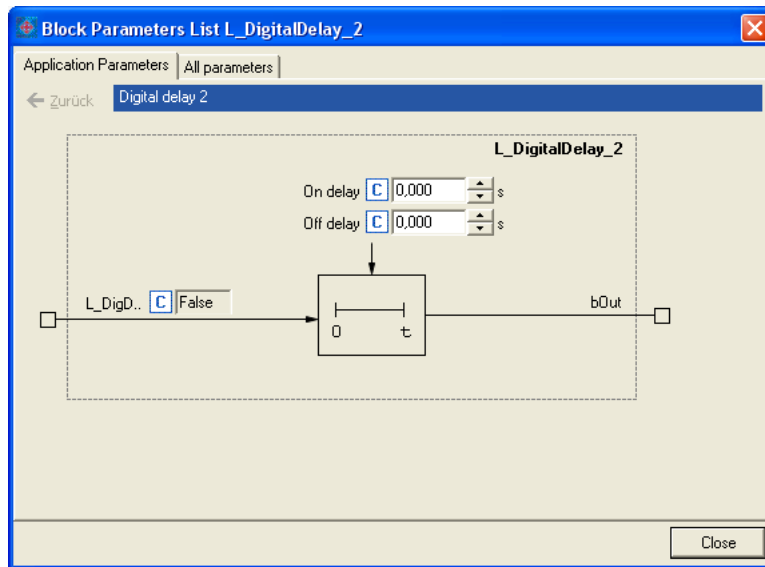 Block Parameters List L_DigitalDelay_2
Application Parameters All parameters
Zurück Digital delay 2
L_DigitalDelay_2
On delay C 0,000 s
Off delay C 0,000 s
L_DigD.. C False
bOut
0 t
Close